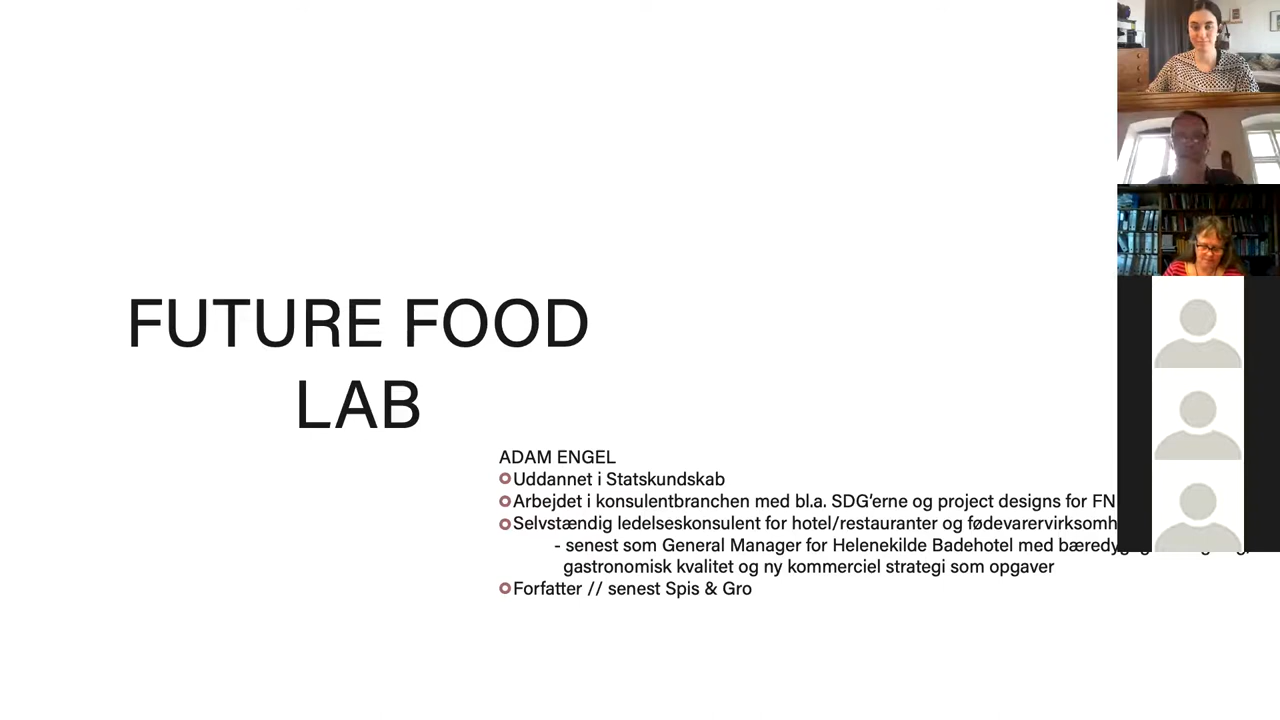 FUTURE FOOD
LAB
ADAM ENGEL
Uddannet i Statskundskab
Arbejdet i konsulentbranchen med bl.a. SDG'erne og project designs for FN
Selvstændig ledelseskonsulent for hotel/restauranter og
- senest som General Manager for Helenekilde Badehotel med
gastronomisk kvalitet og ny kommerciel strategi som opgaver
Forfatter // senest Spis & Gro